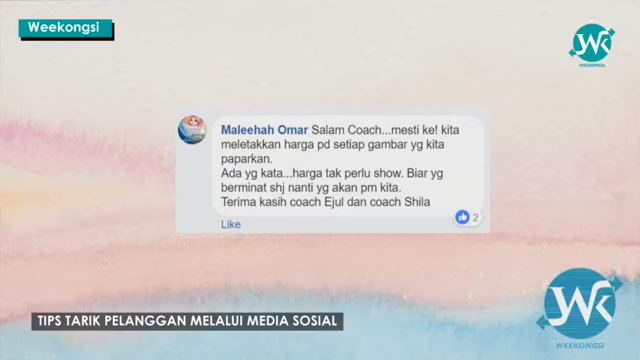 Weekongsi
WK
WEEKONGSI
Maleehah Omar Salam Coach...mesti ke! kita
meletakkan harga pd setiap gambar yg kita
paparkan.
Ada yg kata...harga tak perlu show. Biar yg
berminat shj nanti yg akan pm kita.
Terima kasih coach Ejul dan coach Shila
2
Like
TIPS TARIK PELANGGAN MELALUI MEDIA SOSIAL
WK
WEEKONGSI